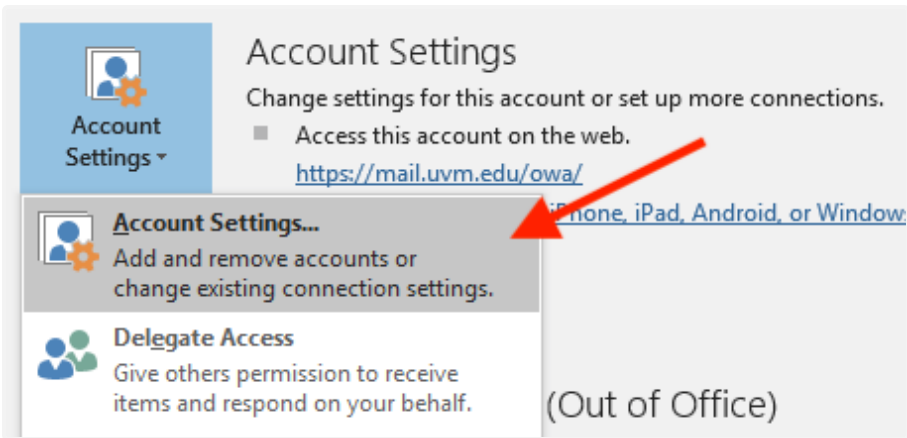 Account Settings
Change settings for this account or set up more connections.
Account
Settings
Access this account on the web.
https://mail.uvm.edu/owa/
iPhone, iPad, Android, or Window
Account Settings...
Add and remove accounts or
change existing connection settings.
Delegate Access
Give others permission to receive
items and respond on your behalf.
(Out of Office)